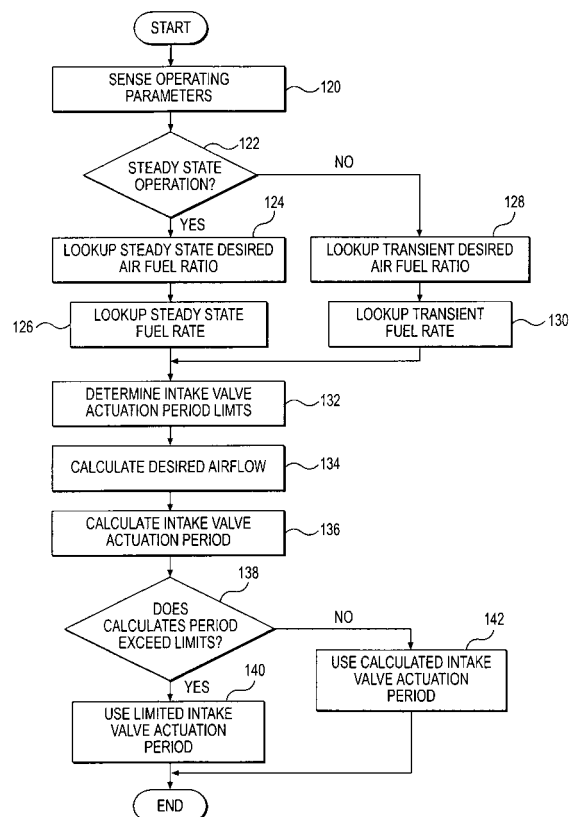 START
SENSE OPERATING
PARAMETERS
120
122
STEADY STATE
OPERATION?
NO
YES
124
LOOKUP STEADY STATE DESIRED
AIR FUEL RATIO
128
LOOKUP TRANSIENT DESIRED
AIR FUEL RATIO
126
LOOKUP STEADY STATE
FUEL RATE
LOOKUP TRANSIENT
FUEL RATE
130
DETERMINE INTAKE VALVE
ACTUATION PERIOD LIMTS
132
CALCULATE DESIRED AIRFLOW
134
CALCULATE INTAKE VALVE
ACTUATION PERIOD
136
138
DOES
CALCULATES PERIOD
EXCEED LIMITS?
NO
YES
140
USE LIMITED INTAKE
VALVE ACTUATION
PERIOD
142
USE CALCULATED INTAKE
VALVE ACTUATION
PERIOD
END